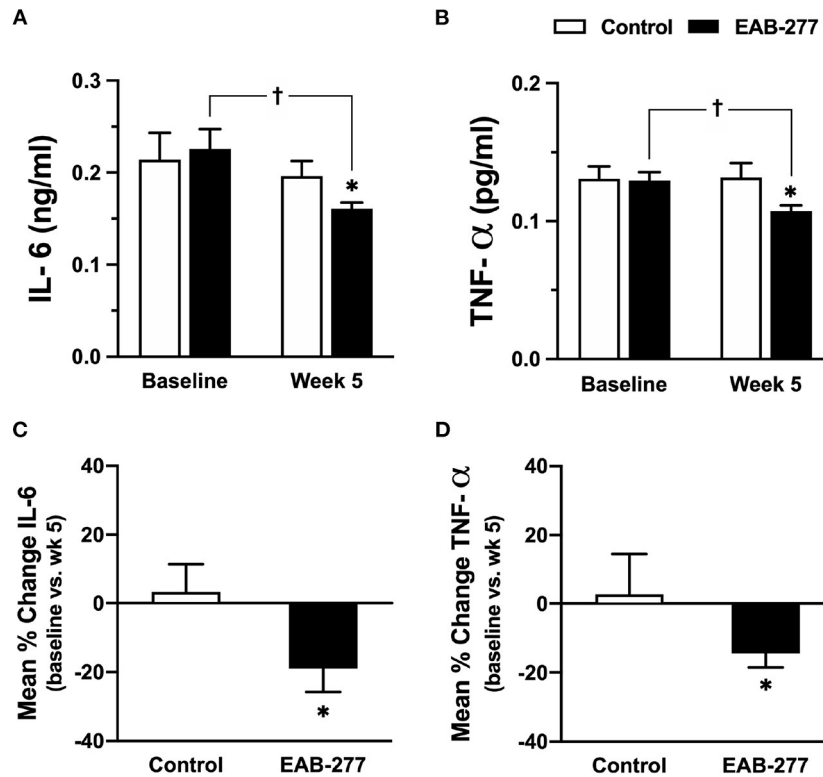 A
B
Control EAB-277
IL- 6 (ng/ml)
0.3
0.2
0.1
0.0
†
*
Baseline Week 5
TNF- α (pg/ml)
0.2
0.1
0.0
†
*
Baseline Week 5
C
Mean % Change IL-6
(baseline vs. wk 5)
40
20
0
-20
-40
*
Control EAB-277
D
Mean % Change TNF- α
(baseline vs. wk 5)
40
20
0
-20
-40
*
Control EAB-277